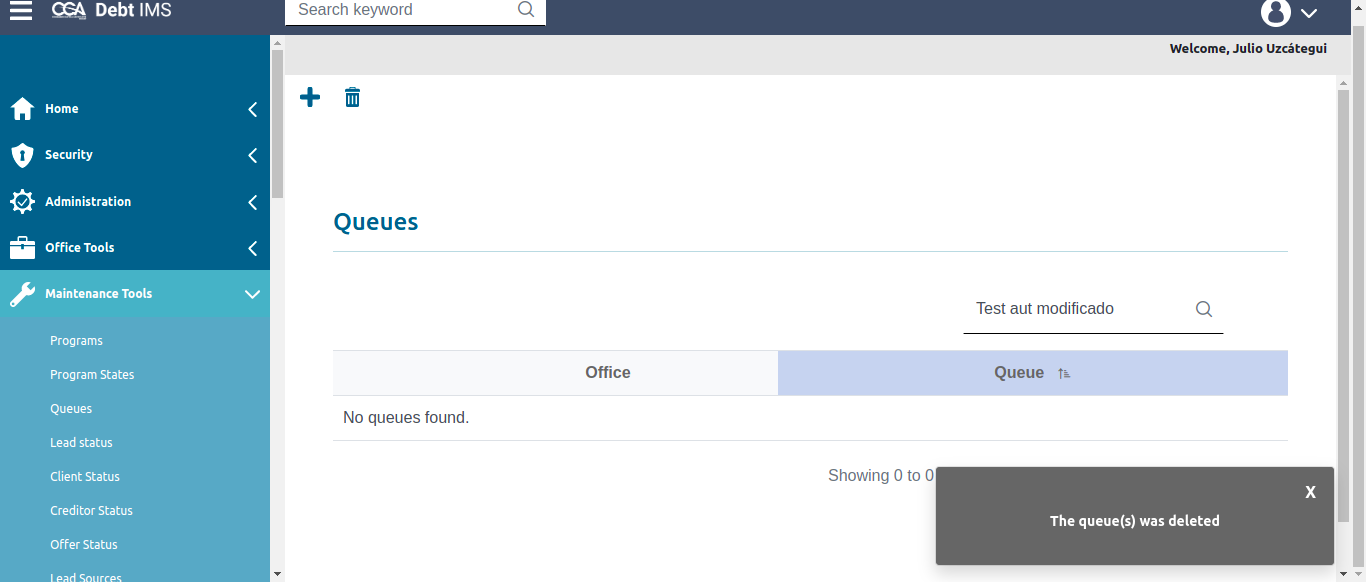 CGA Debt IMS
Search keyword
Welcome, Julio Uzcátegui
Home
Security
Administration
Office Tools
Maintenance Tools
Programs
Program States
Queues
Lead status
Client Status
Creditor Status
Offer Status
Lead Sources
Queues
Test aut modificado
Office Queue
No queues found.
Showing 0 to 0
X
The queue(s) was deleted